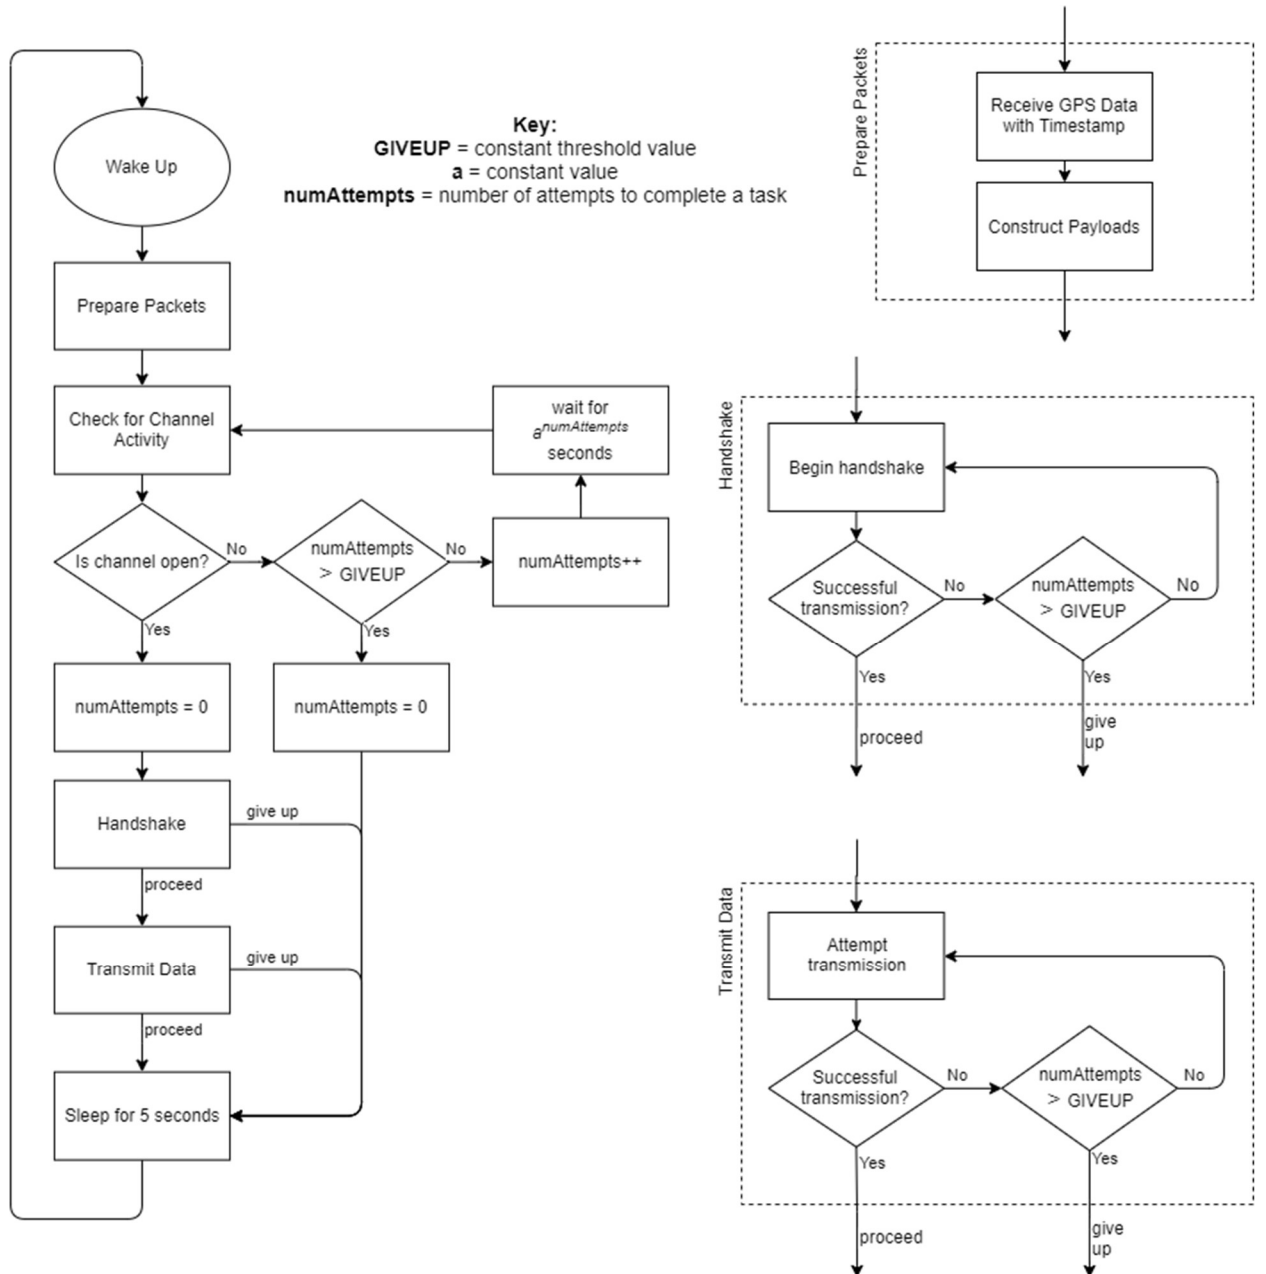 Wake Up
Key:
GIVEUP = constant threshold value
a = constant value
numAttempts = number of attempts to complete a task
Prepare Packets
Check for Channel
Activity
wait for
a^numAttempts
seconds
Is channel open?
No
numAttempts
> GIVEUP
No
numAttempts++
Yes
Yes
numAttempts = 0
numAttempts = 0
Handshake
give up
proceed
Transmit Data
give up
proceed
Sleep for 5 seconds
Prepare Packets
Receive GPS Data
with Timestamp
Construct Payloads
Handshake
Begin handshake
Successful
transmission?
No
numAttempts
> GIVEUP
No
Yes
Yes
proceed
give
up
Transmit Data
Attempt
transmission
Successful
transmission?
No
numAttempts
> GIVEUP
No
Yes
Yes
proceed
give
up